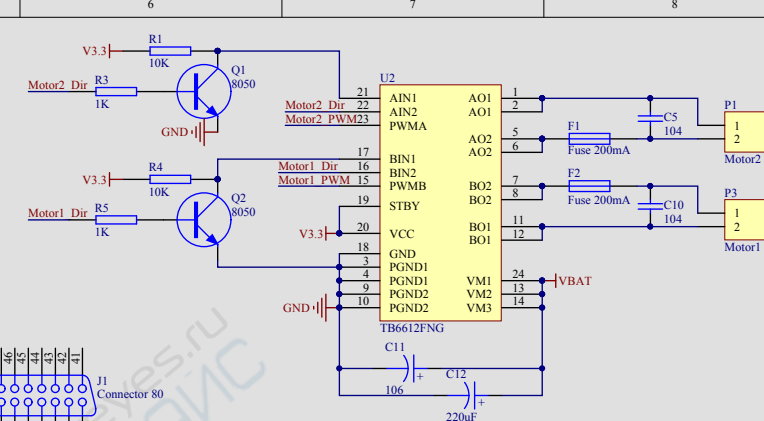 6 7 8
R1
V3.3
10K
Q1
8050
Motor2_Dir
R3
1K
GND
R4
V3.3
10K
Q2
8050
Motor1_Dir
R5
1K
U2
21 AIN1 AO1 1
Motor2_Dir 22 AIN2 AO1 2
Motor2_PWM 23 PWMA
AO2 5
AO2 6
17 BIN1
Motor1_Dir 16 BIN2
Motor1_PWM 15 PWMB BO2 7
19 STBY BO2 8
V3.3 20 VCC BO1 11
BO1 12
18 GND
3 PGND1
4 PGND1 VM1 24 VBAT
9 PGND2 VM2 13
GND 10 PGND2 VM3 14
TB6612FNG
F1
Fuse 200mA
F2
Fuse 200mA
C5
104
C10
104
P1
1
2
Motor2
P3
1
2
Motor1
C11
106
C12
220uF
46 45 44 43 42 41
J1
Connector 80
eyes.ru